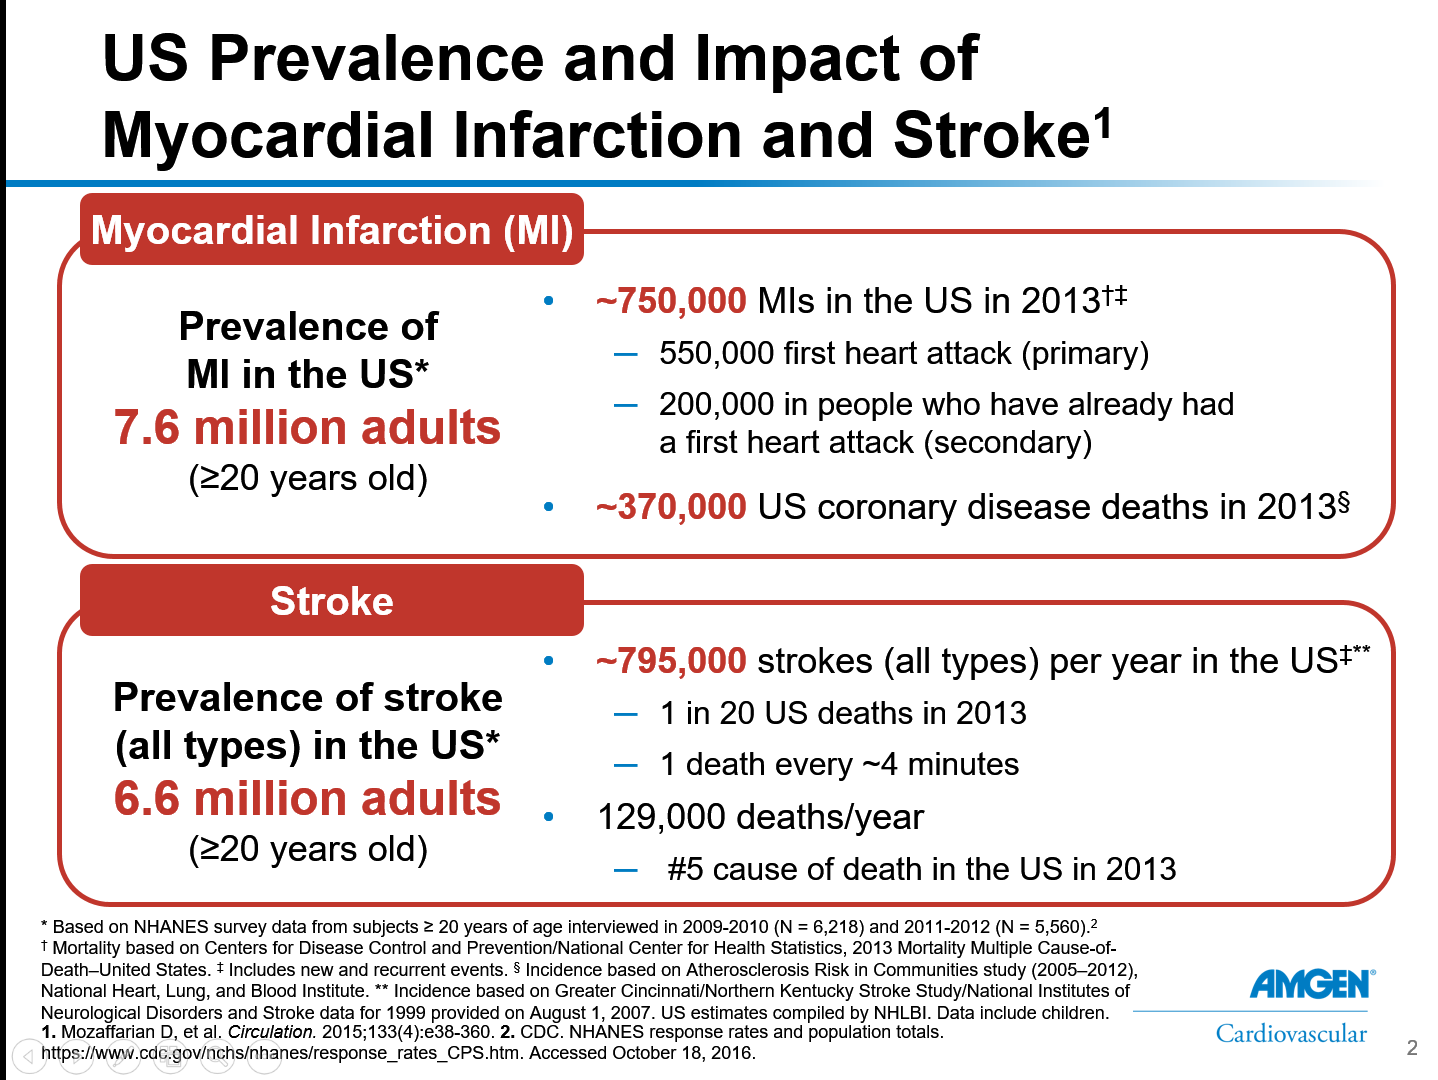 US Prevalence and Impact of
Myocardial Infarction and Stroke¹
Myocardial Infarction (MI)
Prevalence of
MI in the US*
7.6 million adults
(≥20 years old)
• ~750,000 MIs in the US in 2013†‡
— 550,000 first heart attack (primary)
— 200,000 in people who have already had
a first heart attack (secondary)
• ~370,000 US coronary disease deaths in 2013§
Stroke
Prevalence of stroke
(all types) in the US*
6.6 million adults
(≥20 years old)
• ~795,000 strokes (all types) per year in the US‡**
— 1 in 20 US deaths in 2013
— 1 death every ~4 minutes
• 129,000 deaths/year
— #5 cause of death in the US in 2013
* Based on NHANES survey data from subjects ≥ 20 years of age interviewed in 2009-2010 (N = 6,218) and 2011-2012 (N = 5,560).²
† Mortality based on Centers for Disease Control and Prevention/National Center for Health Statistics, 2013 Mortality Multiple Cause-of-
Death–United States. ‡ Includes new and recurrent events. § Incidence based on Atherosclerosis Risk in Communities study (2005–2012),
National Heart, Lung, and Blood Institute. ** Incidence based on Greater Cincinnati/Northern Kentucky Stroke Study/National Institutes of
Neurological Disorders and Stroke data for 1999 provided on August 1, 2007. US estimates compiled by NHLBI. Data include children.
1. Mozaffarian D, et al. Circulation. 2015;133(4):e38-360. 2. CDC. NHANES response rates and population totals.
https://www.cdc.gov/nchs/nhanes/response_rates_CPS.htm. Accessed October 18, 2016.
AMGEN®
Cardiovascular
2